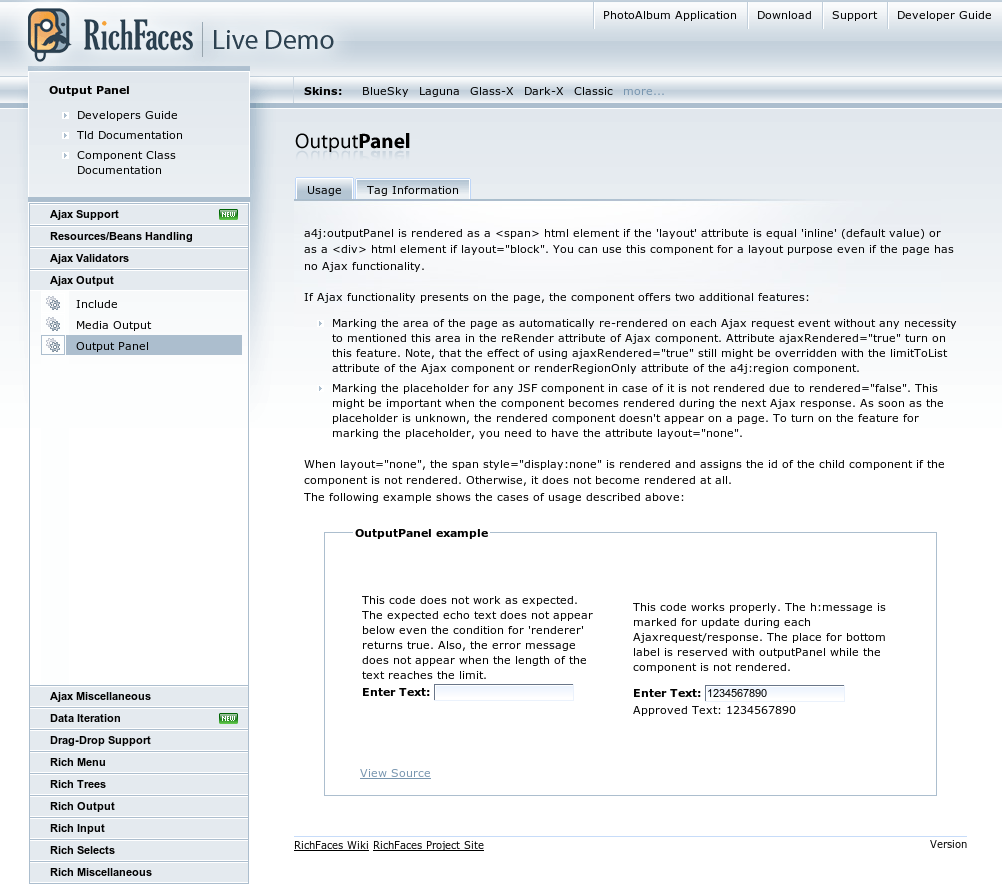 PhotoAlbum Application Download Support Developer Guide
RichFaces Live Demo
Skins: BlueSky Laguna Glass-X Dark-X Classic more...
Output Panel
Developers Guide
Tld Documentation
Component Class
Documentation
Ajax Support NEW
Resources/Beans Handling
Ajax Validators
Ajax Output
Include
Media Output
Output Panel
Ajax Miscellaneous
Data Iteration NEW
Drag-Drop Support
Rich Menu
Rich Trees
Rich Output
Rich Input
Rich Selects
Rich Miscellaneous
OutputPanel
Usage Tag Information
a4j:outputPanel is rendered as a <span> html element if the 'layout' attribute is equal 'inline' (default value) or
as a <div> html element if layout="block". You can use this component for a layout purpose even if the page has
no Ajax functionality.
If Ajax functionality presents on the page, the component offers two additional features:
Marking the area of the page as automatically re-rendered on each Ajax request event without any necessity
to mentioned this area in the reRender attribute of Ajax component. Attribute ajaxRendered="true" turn on
this feature. Note, that the effect of using ajaxRendered="true" still might be overridden with the limitToList
attribute of the Ajax component or renderRegionOnly attribute of the a4j:region component.
Marking the placeholder for any JSF component in case of it is not rendered due to rendered="false". This
might be important when the component becomes rendered during the next Ajax response. As soon as the
placeholder is unknown, the rendered component doesn't appear on a page. To turn on the feature for
marking the placeholder, you need to have the attribute layout="none".
When layout="none", the span style="display:none" is rendered and assigns the id of the child component if the
component is not rendered. Otherwise, it does not become rendered at all.
The following example shows the cases of usage described above:
OutputPanel example
This code does not work as expected.
The expected echo text does not appear
below even the condition for 'renderer'
returns true. Also, the error message
does not appear when the length of the
text reaches the limit.
Enter Text:
This code works properly. The h:message is
marked for update during each
Ajaxrequest/response. The place for bottom
label is reserved with outputPanel while the
component is not rendered.
Enter Text: 1234567890
Approved Text: 1234567890
View Source
RichFaces Wiki RichFaces Project Site Version